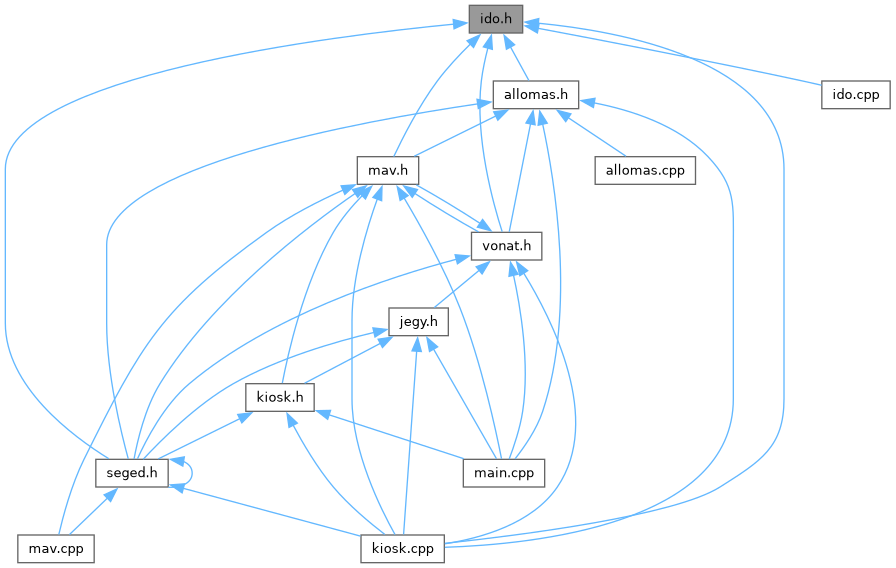 ido.h
allomas.h
ido.cpp
mav.h
allomas.cpp
vonat.h
jegy.h
kiosk.h
seged.h
main.cpp
mav.cpp
kiosk.cpp